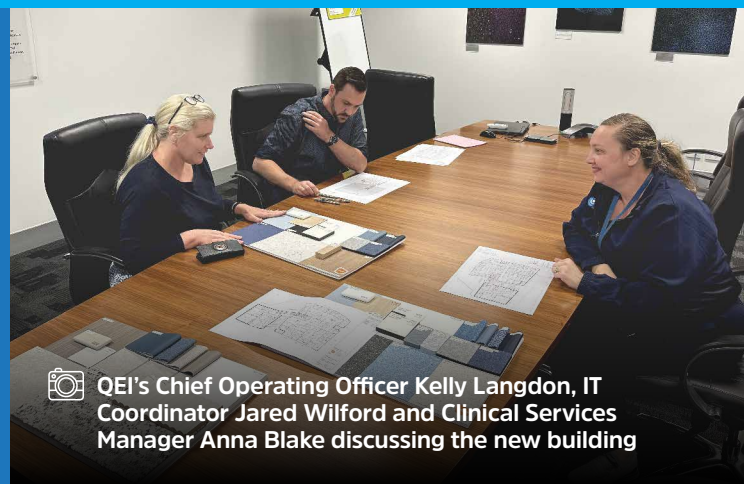 QEI's Chief Operating Officer Kelly Langdon, IT
Coordinator Jared Wilford and Clinical Services
Manager Anna Blake discussing the new building